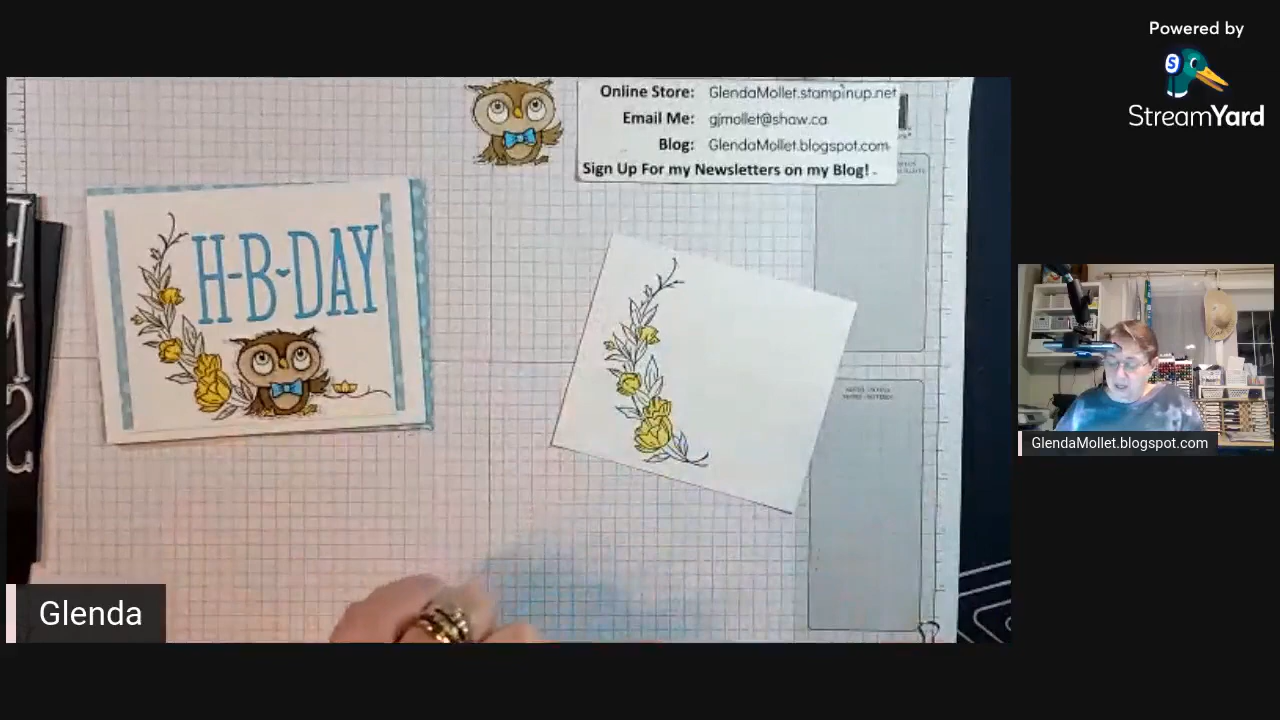 Powered by
S
StreamYard
Online Store: GlendaMollet.stampinup.net
Email Me: gjmollet@shaw.ca
Blog: GlendaMollet.blogspot.com
Sign Up For my Newsletters on my Blog!
H-B-DAY
GlendaMollet.blogspot.com
Glenda